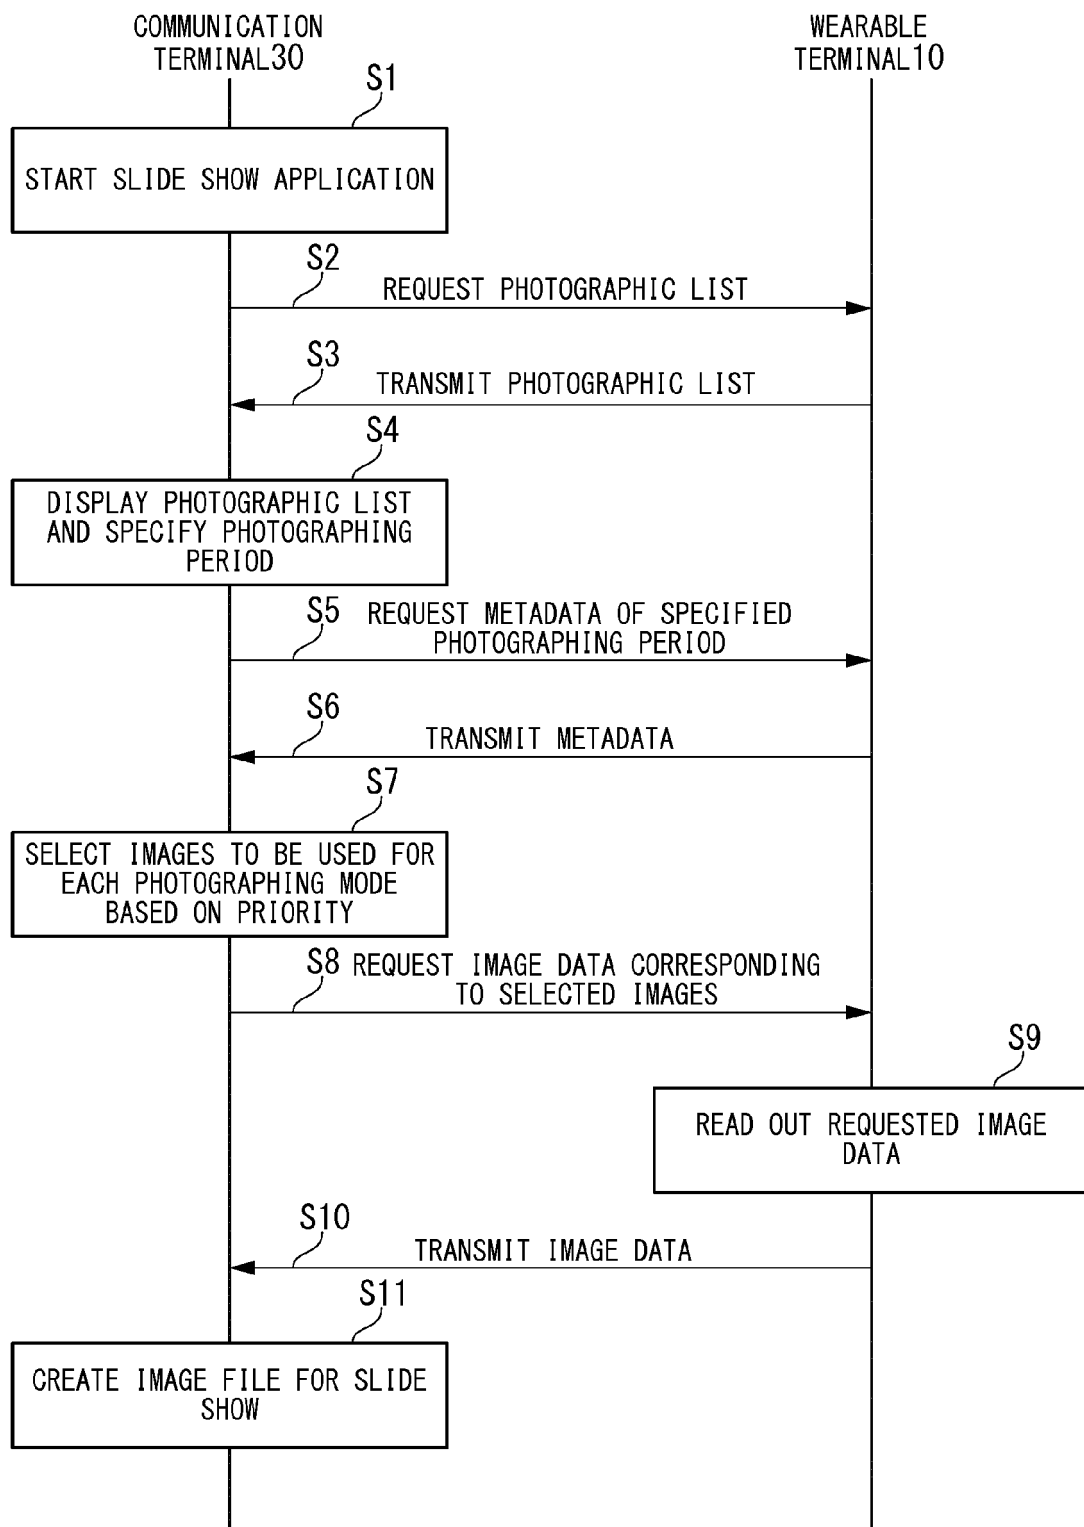 COMMUNICATION
TERMINAL30
WEARABLE
TERMINAL10
S1
START SLIDE SHOW APPLICATION
S2
REQUEST PHOTOGRAPHIC LIST
S3
TRANSMIT PHOTOGRAPHIC LIST
S4
DISPLAY PHOTOGRAPHIC LIST
AND SPECIFY PHOTOGRAPHING
PERIOD
S5
REQUEST METADATA OF SPECIFIED
PHOTOGRAPHING PERIOD
S6
TRANSMIT METADATA
S7
SELECT IMAGES TO BE USED FOR
EACH PHOTOGRAPHING MODE
BASED ON PRIORITY
S8
REQUEST IMAGE DATA CORRESPONDING
TO SELECTED IMAGES
S9
READ OUT REQUESTED IMAGE
DATA
S10
TRANSMIT IMAGE DATA
S11
CREATE IMAGE FILE FOR SLIDE
SHOW